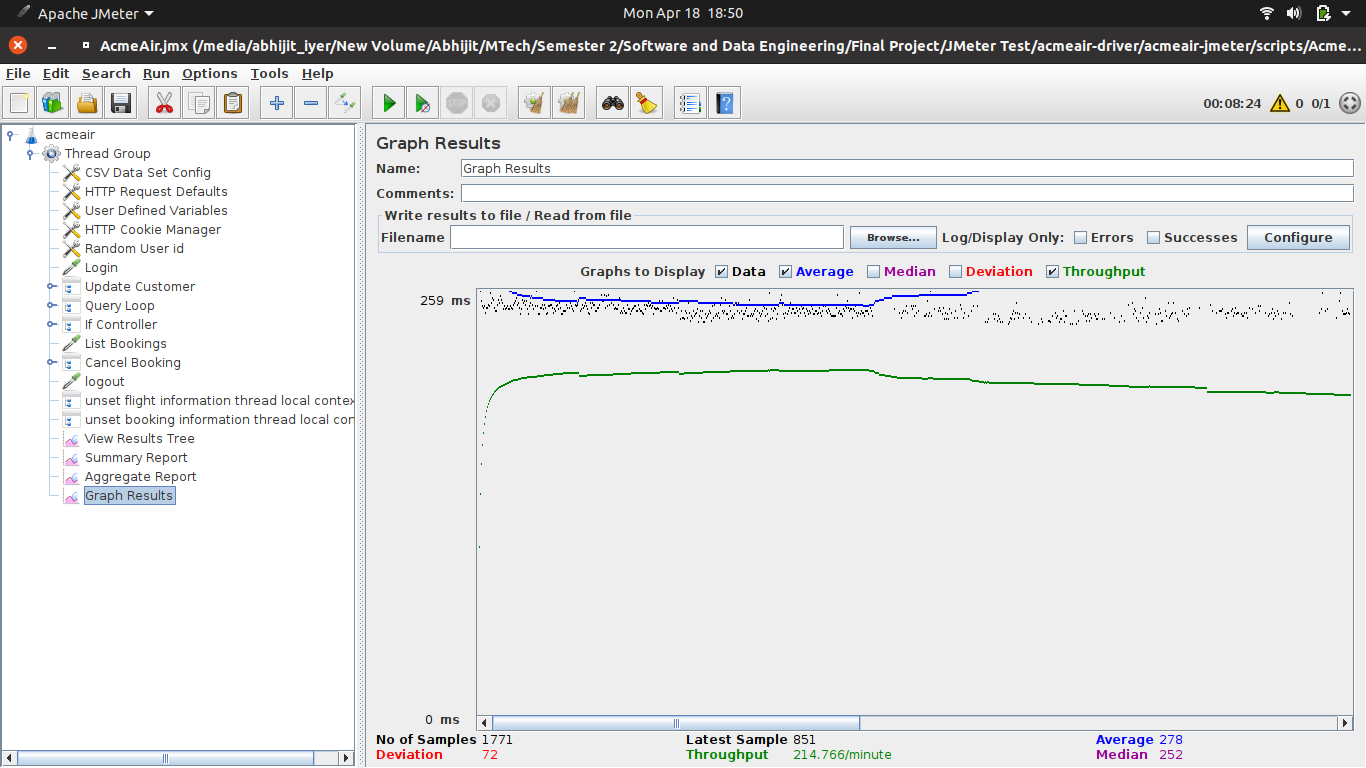 Apache JMeter
Mon Apr 18 18:50
AcmeAir.jmx (/media/abhijit_iyer/New Volume/Abhijit/MTech/Semester 2/Software and Data Engineering/Final Project/JMeter Test/acmeair-driver/acmeair-jmeter/scripts/Acme...
File Edit Search Run Options Tools Help
STOP
00:08:24 0 0/1
acmeair
Thread Group
CSV Data Set Config
HTTP Request Defaults
User Defined Variables
HTTP Cookie Manager
Random User id
Login
Update Customer
Query Loop
If Controller
List Bookings
Cancel Booking
logout
unset flight information thread local contex
unset booking information thread local con
View Results Tree
Summary Report
Aggregate Report
Graph Results
Graph Results
Name: Graph Results
Comments:
Write results to file / Read from file
Filename Browse... Log/Display Only: Errors Successes Configure
Graphs to Display Data Average Median Deviation Throughput
259 ms
0 ms
No of Samples 1771 Latest Sample 851 Average 278
Deviation 72 Throughput 214.766/minute Median 252